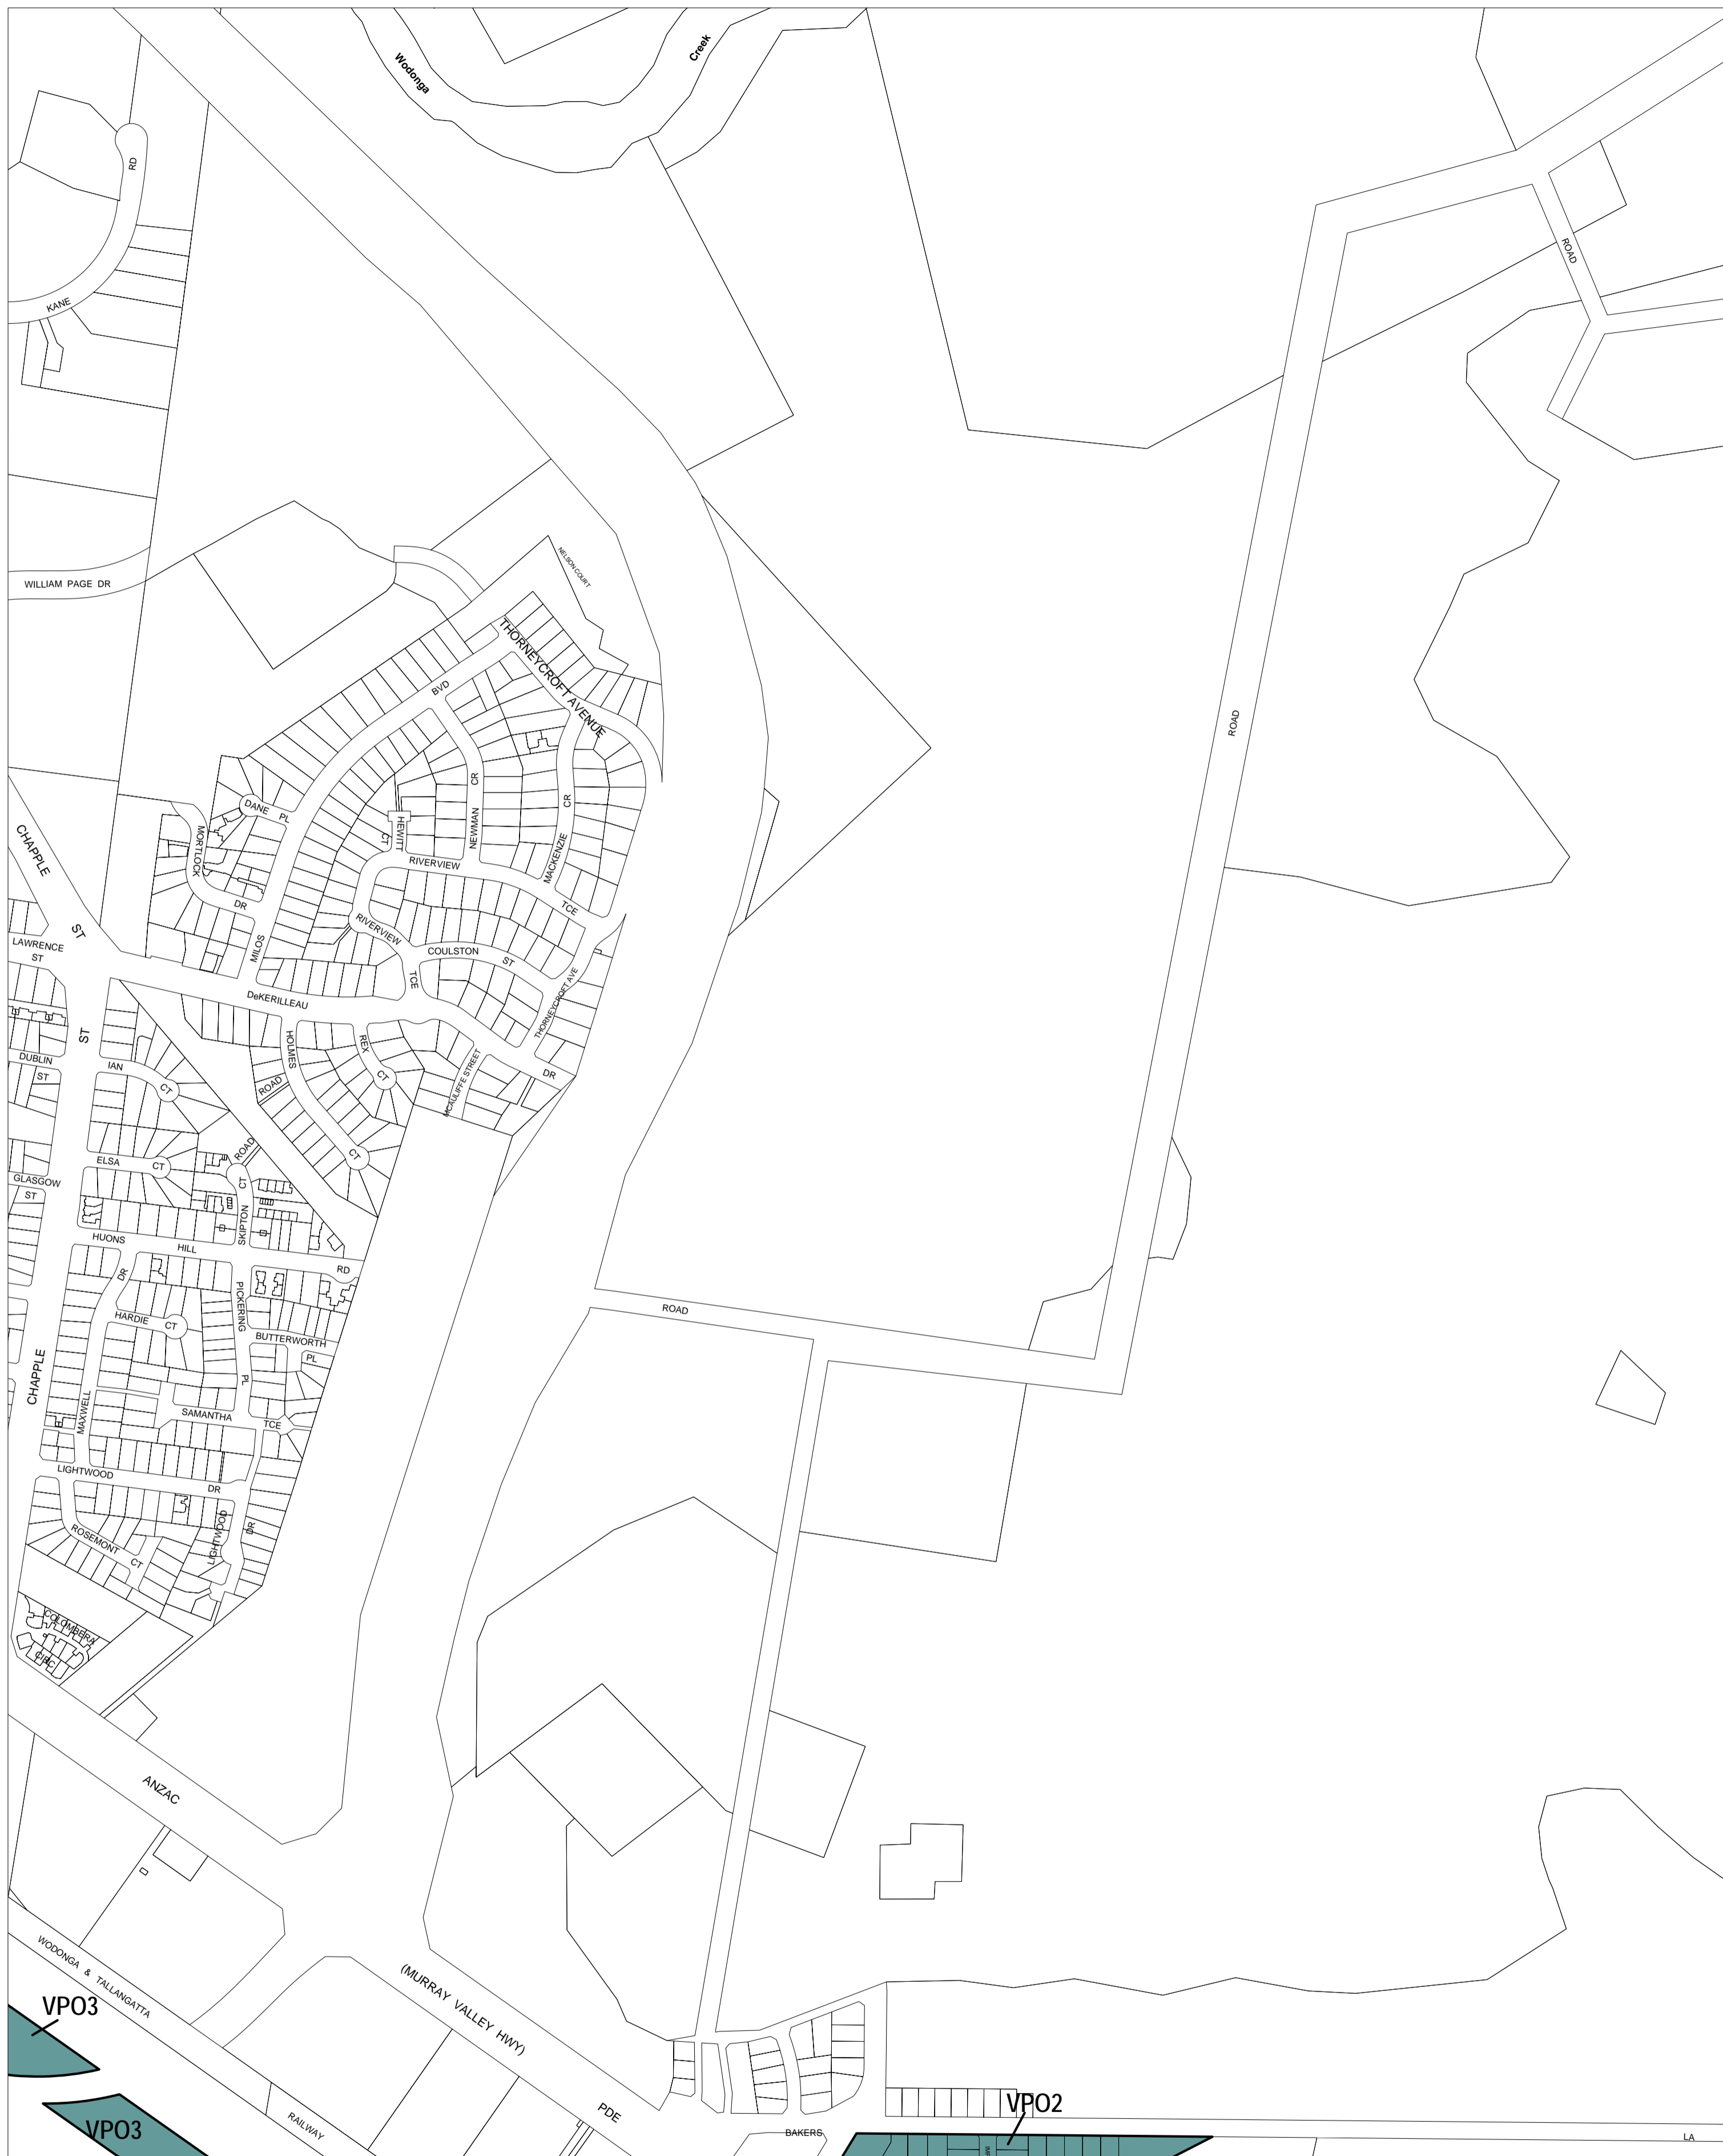 Wodonga
Creek
RD
KANE
ROAD
WILLIAM PAGE DR
NELSON COURT
THORNEYCROFT AVENUE
BVD
ROAD
CHAPPLE
ST
DANE
PL
MORTLOCK
DR
MILOS
HEWITT
CT
NEWMAN
CR
CR
MACKENZIE
RIVERVIEW
TCE
RIVERVIEW
TCE
COULSTON
ST
THORNEYCROFT AVE
LAWRENCE
ST
DeKERILLEAU
DR
HOLMES
CT
ROAD
REX
CT
MCAULIFFE STREET
ST
DUBLIN
ST
IAN
CT
ELSA
CT
ROAD
SKIPTON
CT
GLASGOW
ST
HUONS
HILL
RD
DR
PICKERING
PL
HARDIE
CT
BUTTERWORTH
PL
ROAD
CHAPPLE
MAXWELL
SAMANTHA
TCE
LIGHTWOOD
DR
LIGHTWOOD
DR
ROSEMONT
CT
COLOMBERA
CIRC
ANZAC
WODONGA & TALLANGATTA
RAILWAY
(MURRAY VALLEY HWY)
PDE
VPO3
VPO3
VPO2
BAKERS
LA